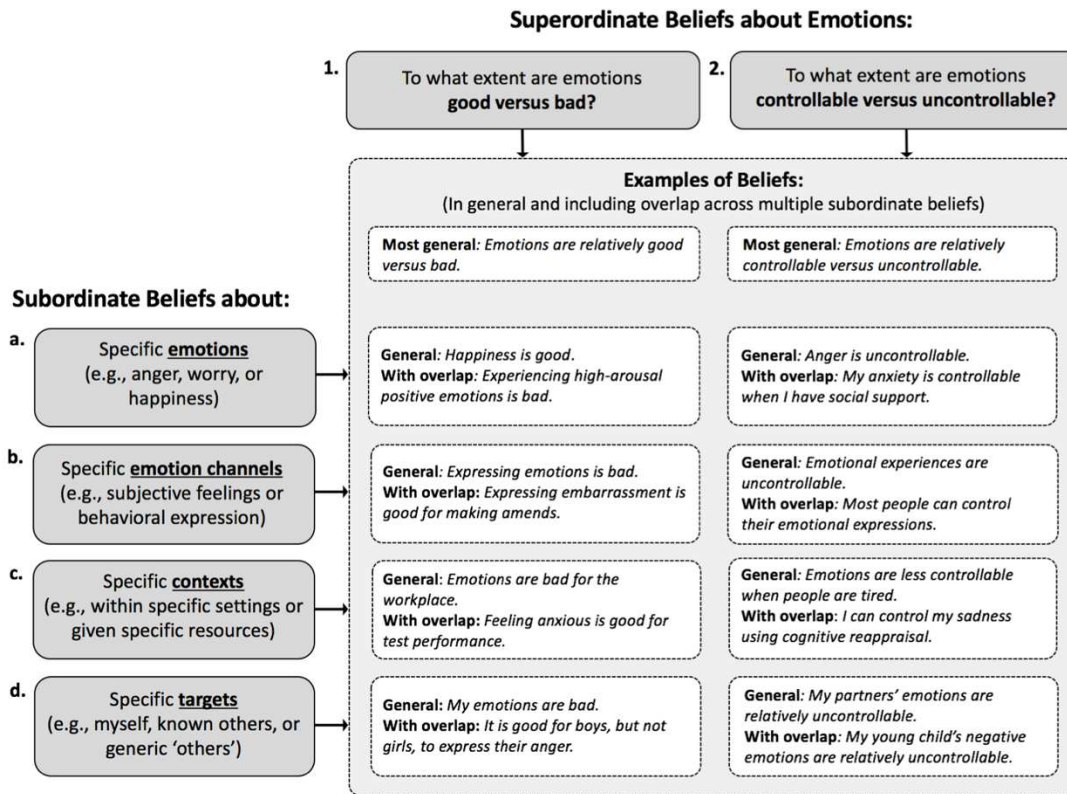 Superordinate Beliefs about Emotions:
1.
To what extent are emotions
good versus bad?
2.
To what extent are emotions
controllable versus uncontrollable?
Examples of Beliefs:
(In general and including overlap across multiple subordinate beliefs)
Most general: Emotions are relatively good
versus bad.
Most general: Emotions are relatively
controllable versus uncontrollable.
Subordinate Beliefs about:
a.
Specific emotions
(e.g., anger, worry, or
happiness)
General: Happiness is good.
With overlap: Experiencing high-arousal
positive emotions is bad.
General: Anger is uncontrollable.
With overlap: My anxiety is controllable
when I have social support.
b.
Specific emotion channels
(e.g., subjective feelings or
behavioral expression)
General: Expressing emotions is bad.
With overlap: Expressing embarrassment is
good for making amends.
General: Emotional experiences are
uncontrollable.
With overlap: Most people can control
their emotional expressions.
c.
Specific contexts
(e.g., within specific settings or
given specific resources)
General: Emotions are bad for the
workplace.
With overlap: Feeling anxious is good for
test performance.
General: Emotions are less controllable
when people are tired.
With overlap: I can control my sadness
using cognitive reappraisal.
d.
Specific targets
(e.g., myself, known others, or
generic ‘others’)
General: My emotions are bad.
With overlap: It is good for boys, but not
girls, to express their anger.
General: My partners’ emotions are
relatively uncontrollable.
With overlap: My young child’s negative
emotions are relatively uncontrollable.